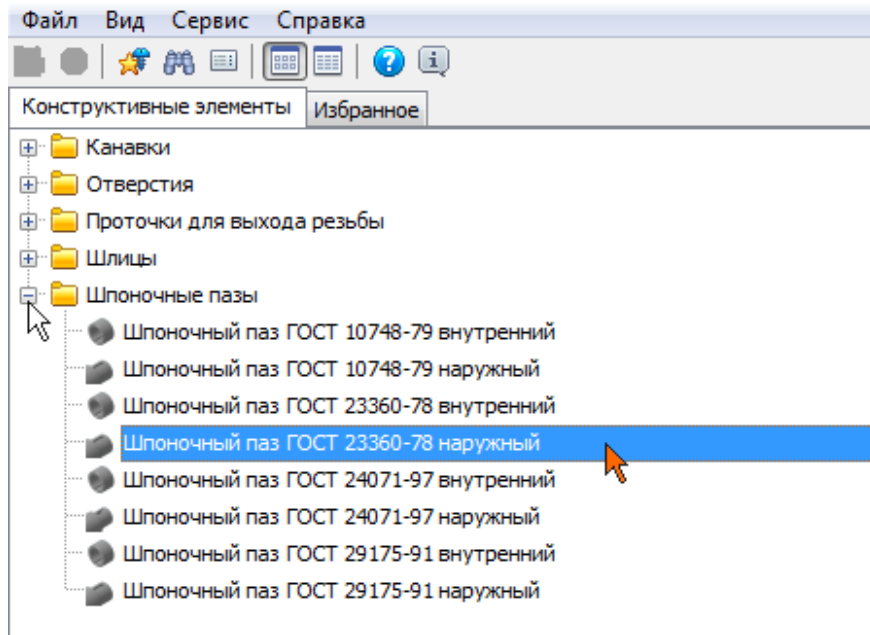 Файл Вид Сервис Справка
Конструктивные элементы Избранное
Канавки
Отверстия
Проточки для выхода резьбы
Шлицы
Шпоночные пазы
Шпоночный паз ГОСТ 10748-79 внутренний
Шпоночный паз ГОСТ 10748-79 наружный
Шпоночный паз ГОСТ 23360-78 внутренний
Шпоночный паз ГОСТ 23360-78 наружный
Шпоночный паз ГОСТ 24071-97 внутренний
Шпоночный паз ГОСТ 24071-97 наружный
Шпоночный паз ГОСТ 29175-91 внутренний
Шпоночный паз ГОСТ 29175-91 наружный